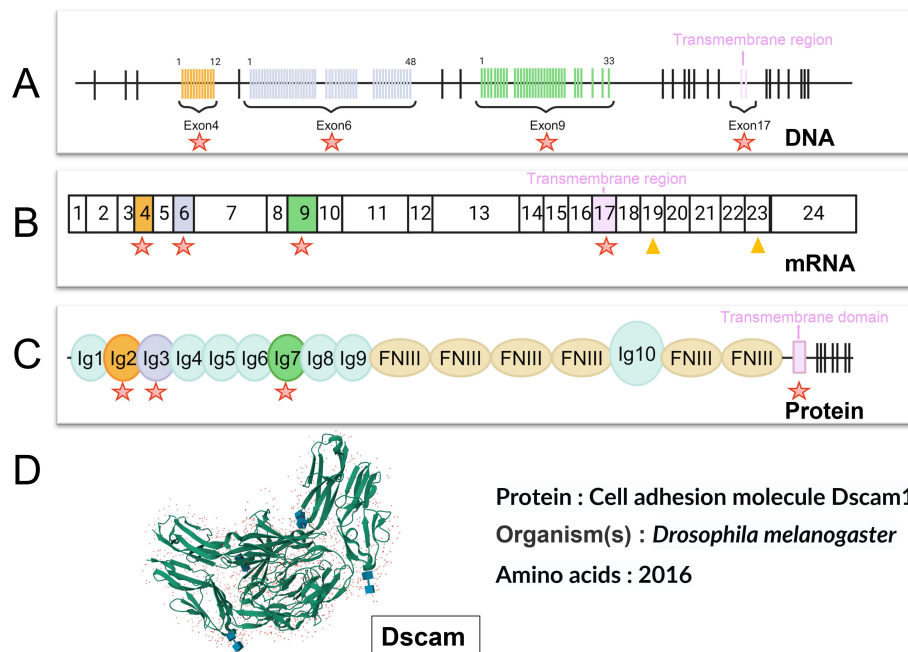 A
Transmembrane region
1 12 1 48 1 33
Exon4 Exon6 Exon9 Exon17
DNA
B
Transmembrane region
1 2 3 4 5 6 7 8 9 10 11 12 13 14 15 16 17 18 19 20 21 22 23 24
mRNA
C
Transmembrane domain
Ig1 Ig2 Ig3 Ig4 Ig5 Ig6 Ig7 Ig8 Ig9 FNIII FNIII FNIII FNIII Ig10 FNIII FNIII
Protein
D
Protein : Cell adhesion molecule Dscam1
Organism(s) : Drosophila melanogaster
Amino acids : 2016
Dscam